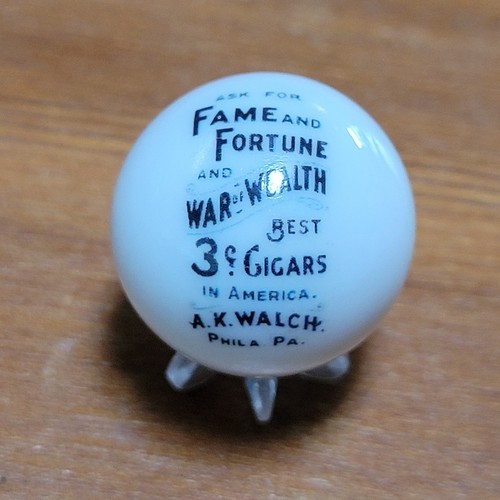 ASK FOR
FAME AND
FORTUNE
AND
WAR OF WEALTH
BEST
3¢ CIGARS
IN AMERICA.
A.K. WALCH.
PHILA PA.